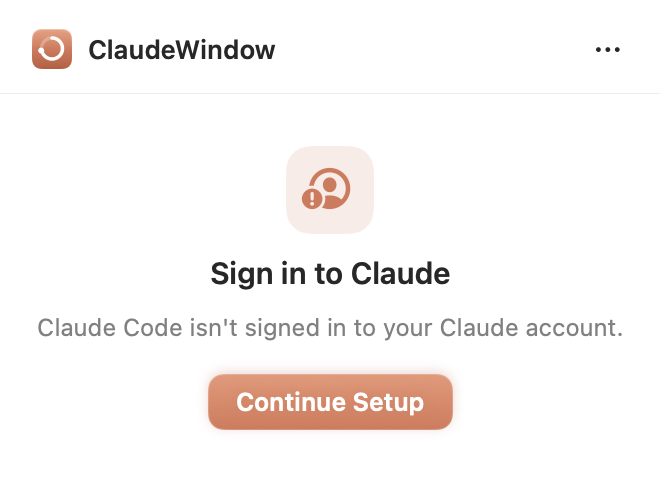 ClaudeWindow
Sign in to Claude
Claude Code isn't signed in to your Claude account.
Continue Setup